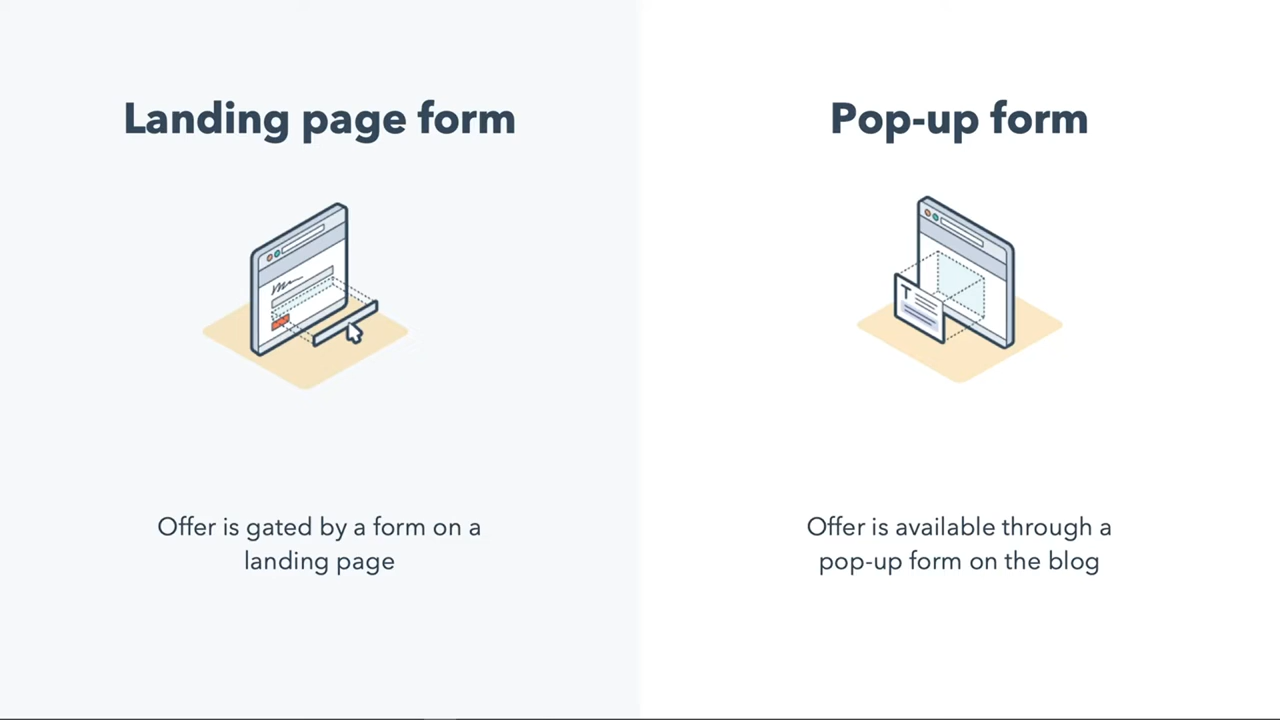 Landing page form
Offer is gated by a form on a
landing page
Pop-up form
T
Offer is available through a
pop-up form on the blog